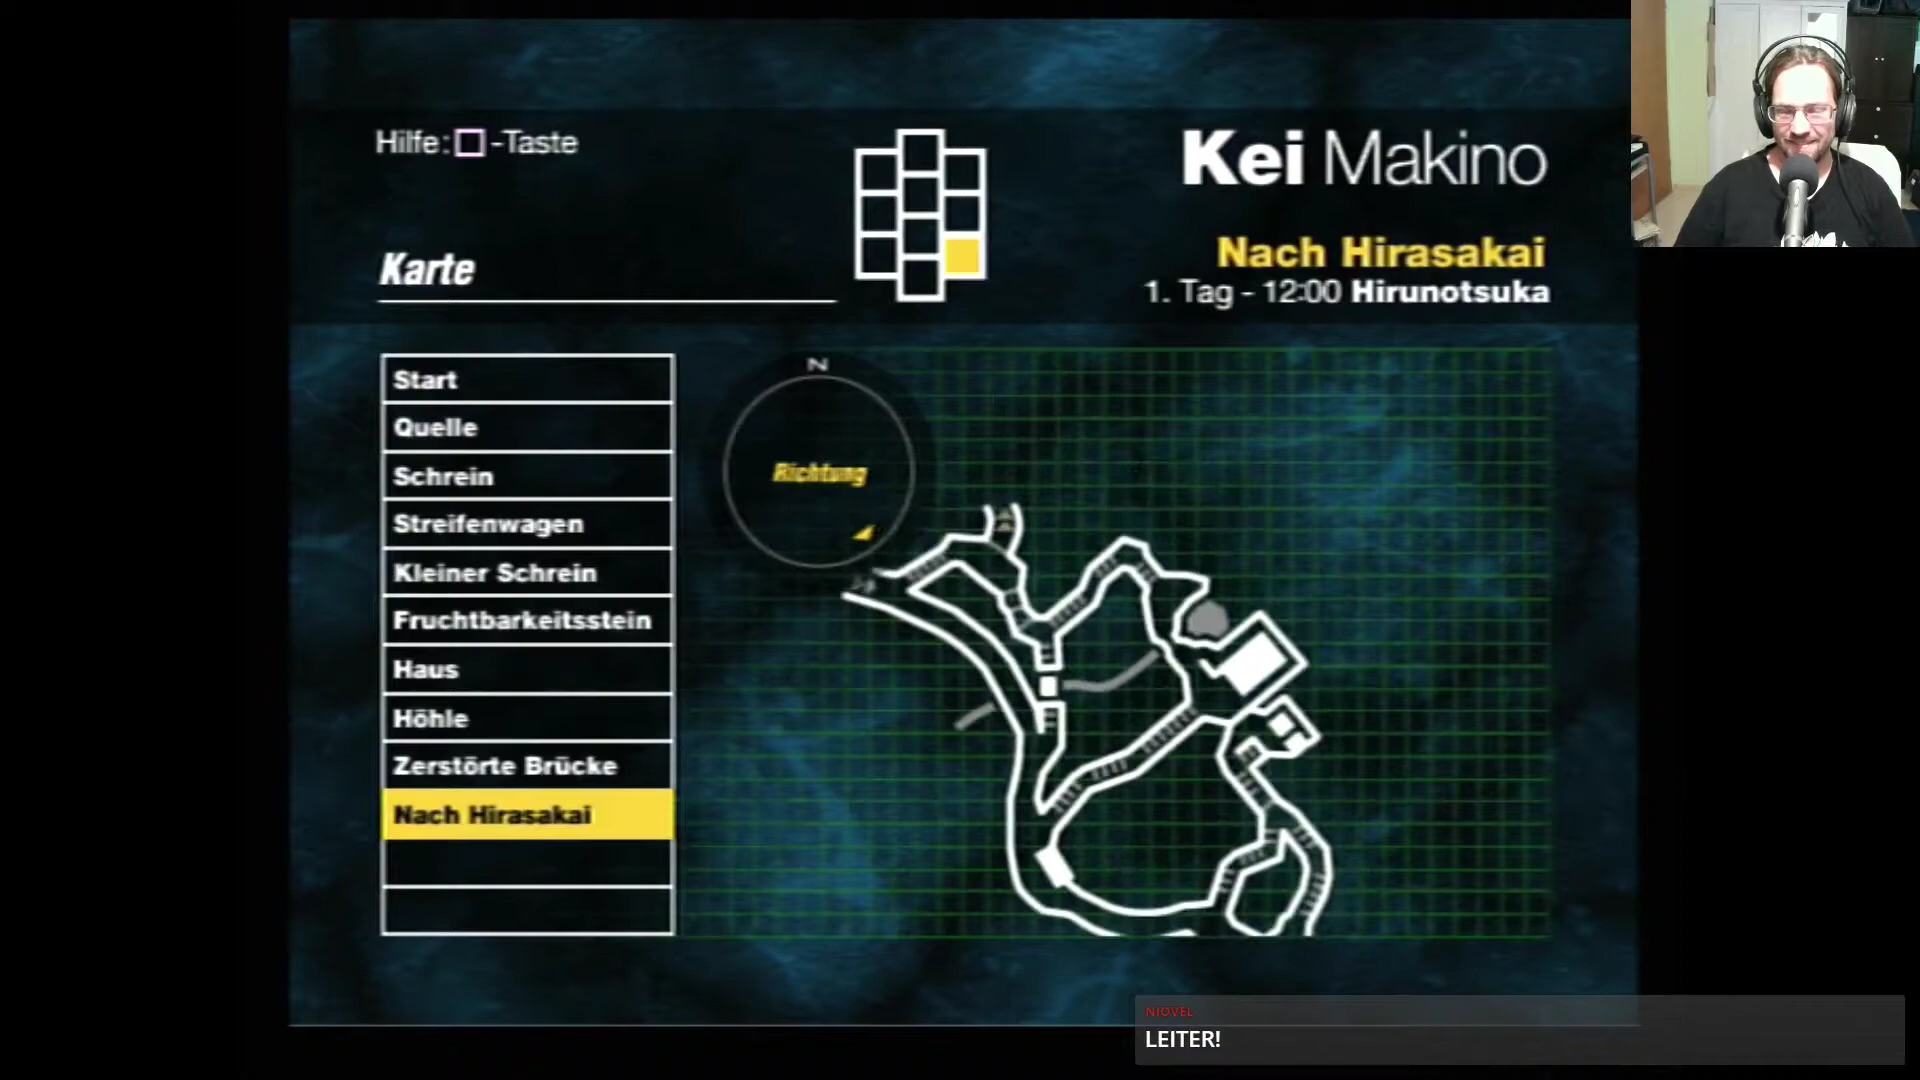 Hilfe: □ -Taste
Kei Makino
Nach Hirasakai
1. Tag - 12:00 Hirunotsuka
Karte
Start
Quelle
Schrein
Streifenwagen
Kleiner Schrein
Fruchtbarkeitsstein
Haus
Höhle
Zerstörte Brücke
Nach Hirasakai
N
Richtung
NIOVEL
LEITER!